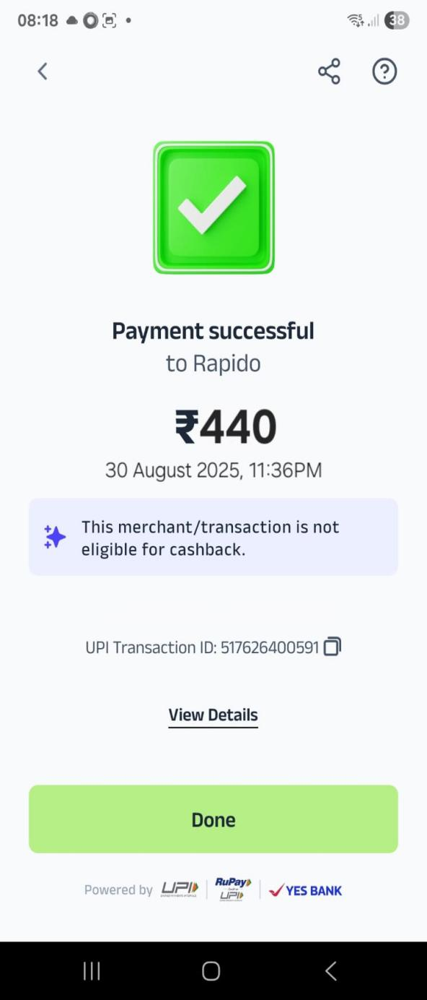 08:18
38
Payment successful
to Rapido
₹440
30 August 2025, 11:36PM
This merchant/transaction is not
eligible for cashback.
UPI Transaction ID: 517626400591
View Details
Done
Powered by UPI RuPay UPI YES BANK